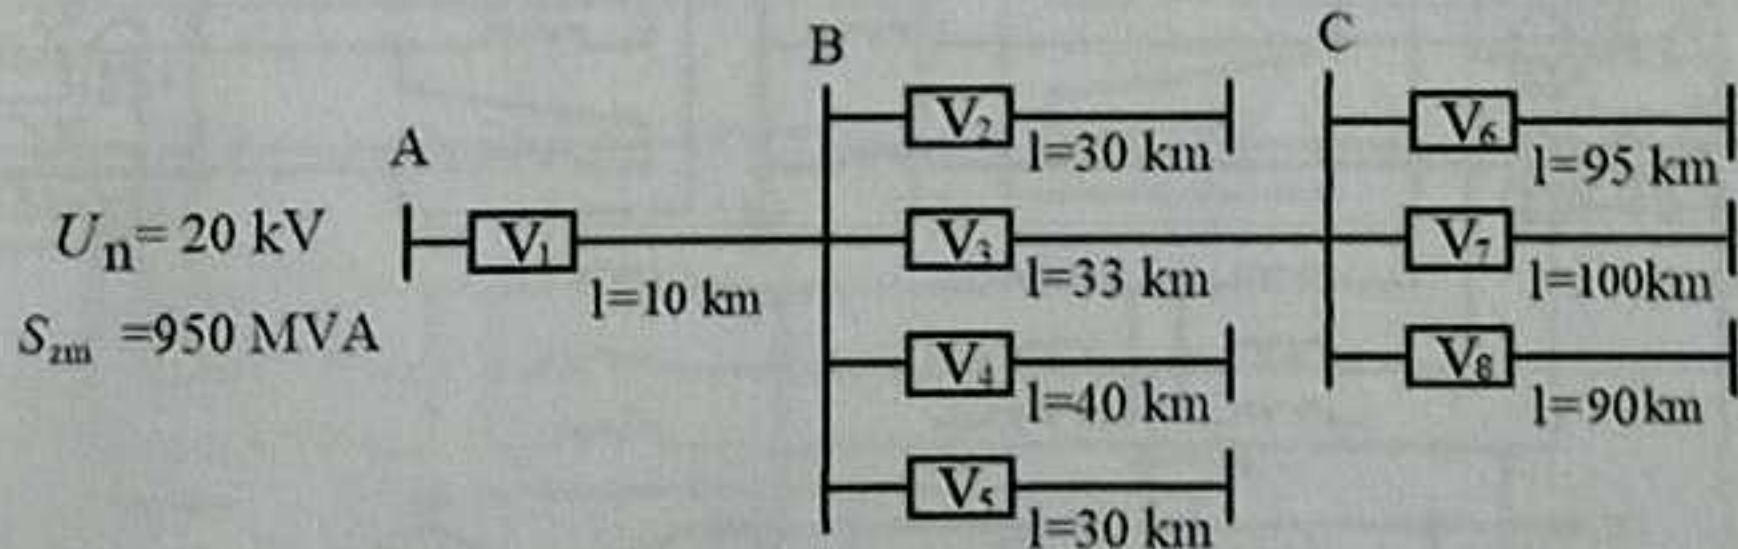 A
B
C
Uₙ= 20 kV
S_zm =950 MVA
V₁
l=10 km
V₂
l=30 km
V₃
l=33 km
V₄
l=40 km
V₅
l=30 km
V₆
l=95 km
V₇
l=100km
V₈
l=90km